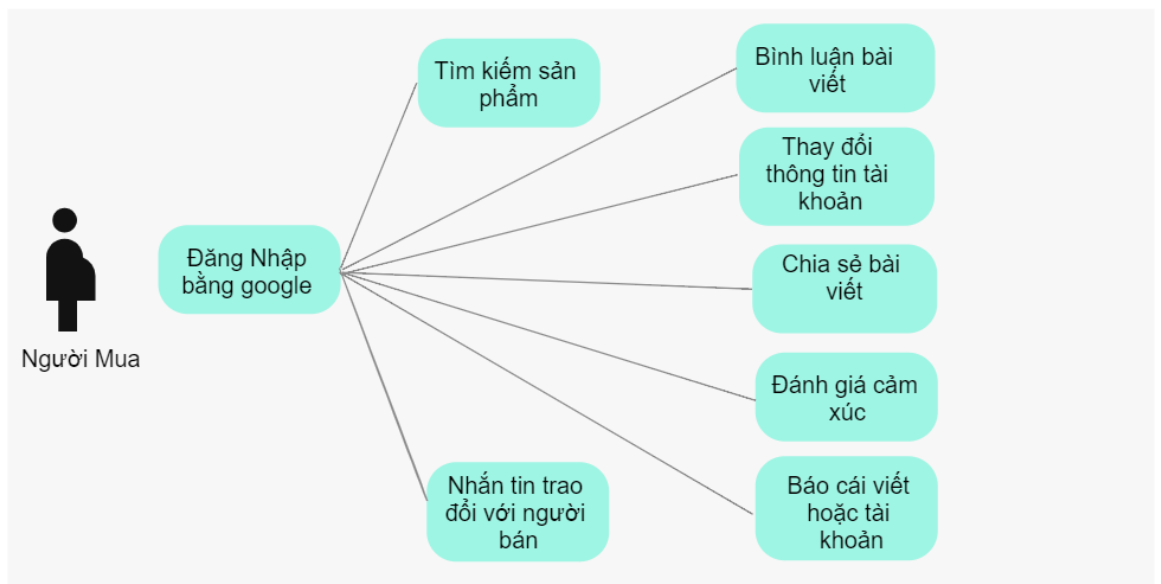 Tìm kiếm sản
phẩm
Bình luận bài
viết
Thay đổi
thông tin tài
khoản
Đăng Nhập
bằng google
Chia sẻ bài
viết
Người Mua
Đánh giá cảm
xúc
Nhắn tin trao
đổi với người
bán
Báo cái viết
hoặc tài
khoản